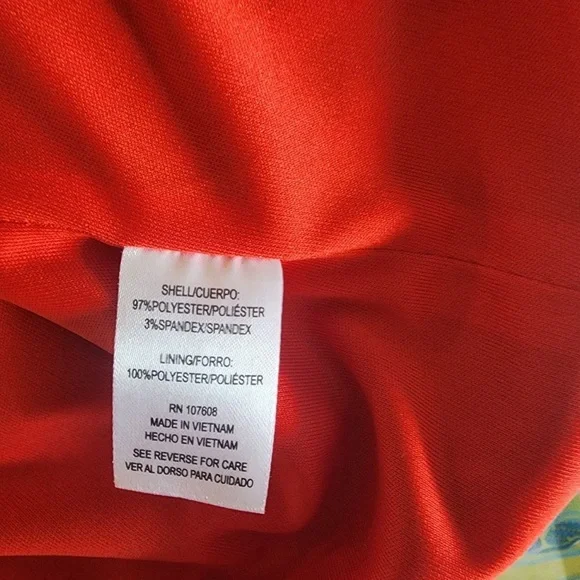 SHELL/CUERPO:
97%POLYESTER/POLIÉSTER
3%SPANDEX/SPANDEX
LINING/FORRO:
100%POLYESTER/POLIÉSTER
RN 107608
MADE IN VIETNAM
HECHO EN VIETNAM
SEE REVERSE FOR CARE
VER AL DORSO PARA CUIDADO